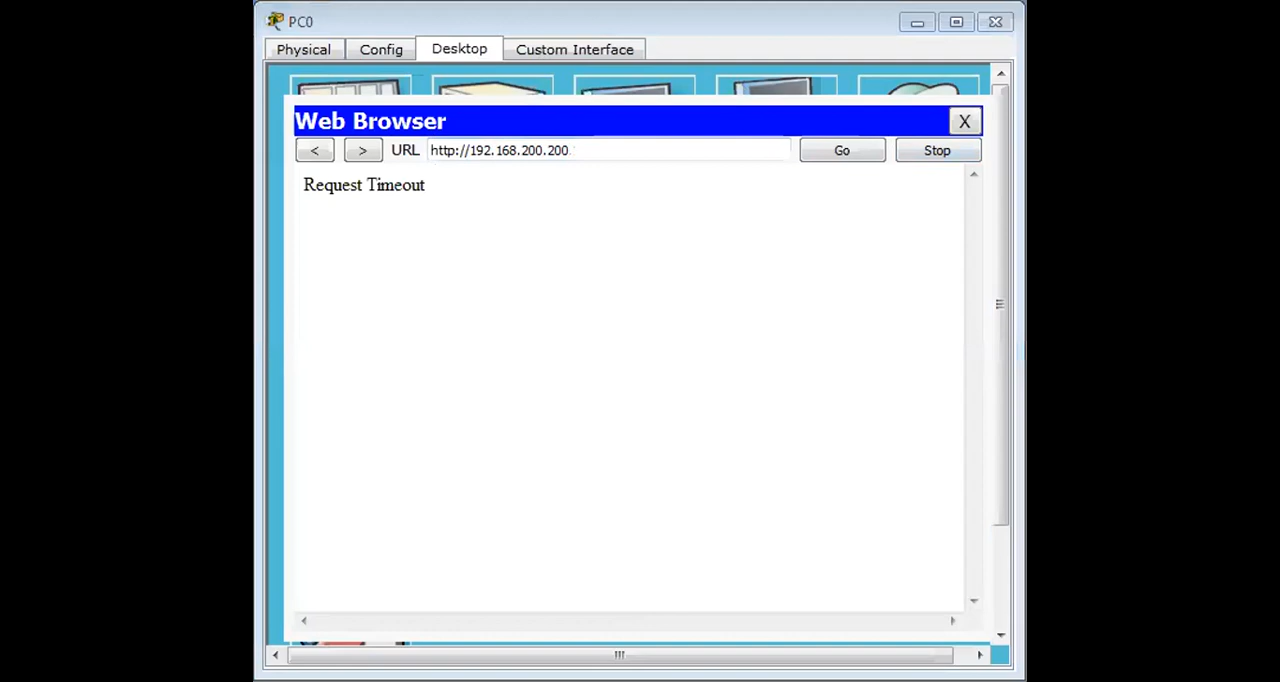 PC0
Physical Config Desktop Custom Interface
Web Browser X
< > URL http://192.168.200.200 Go Stop
Request Timeout